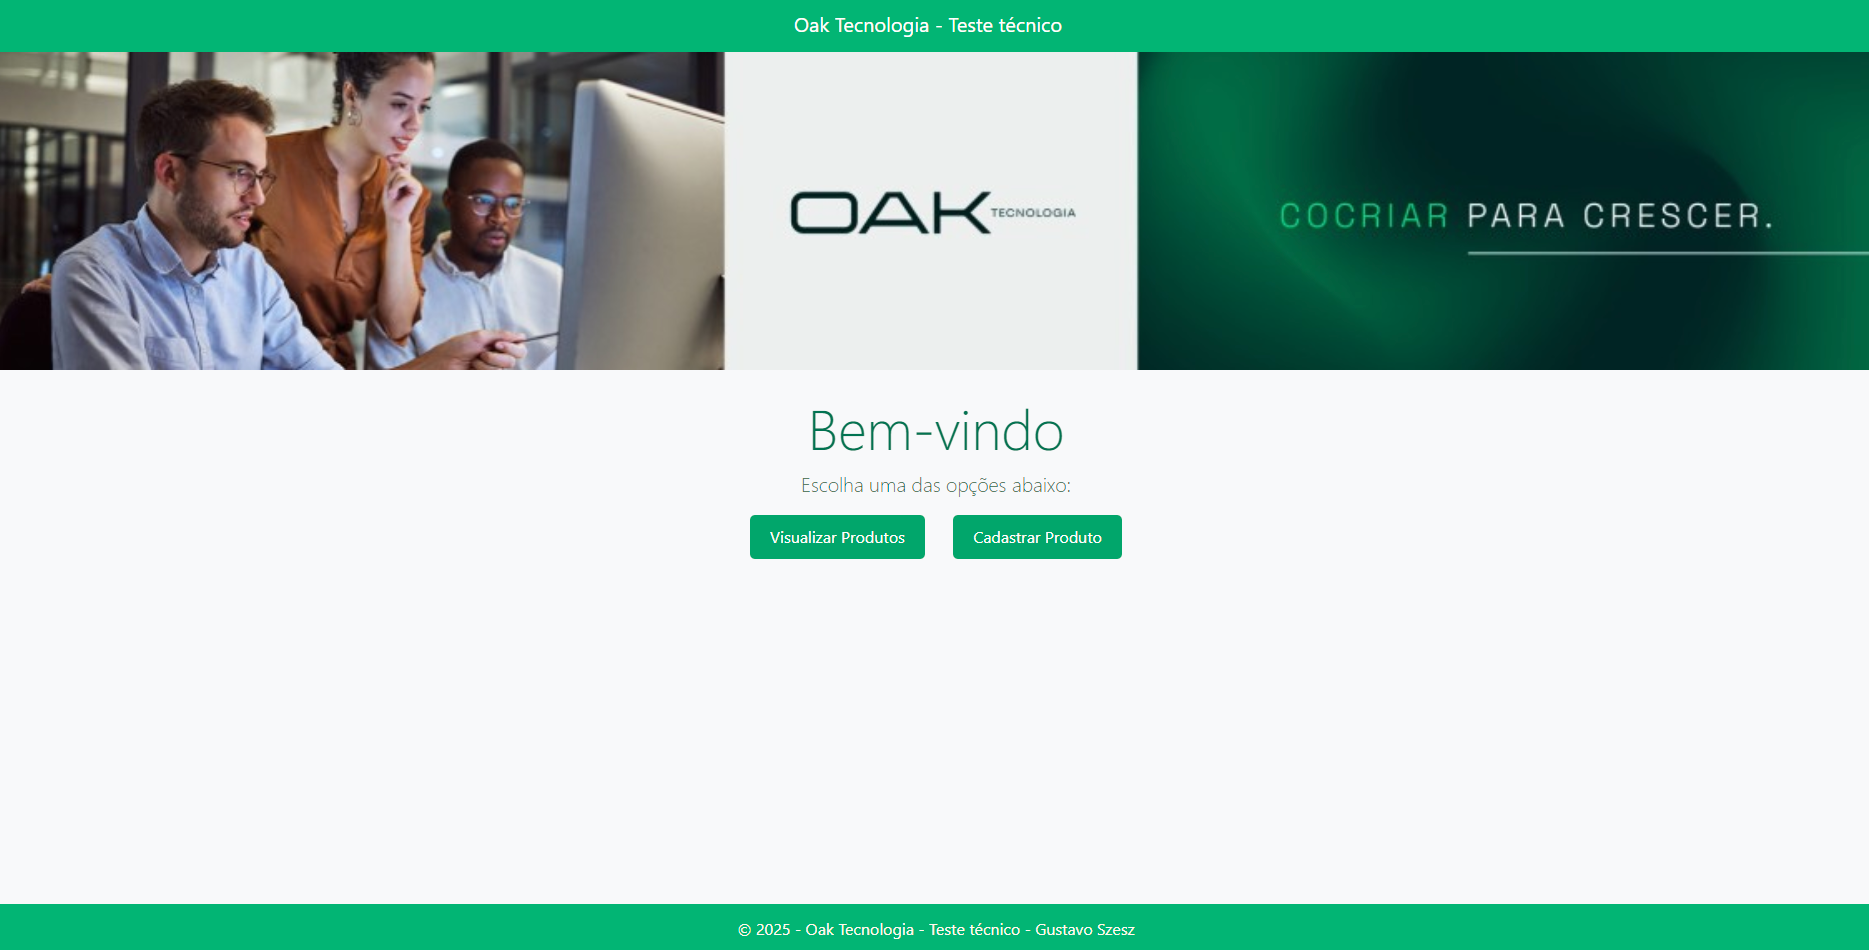 Oak Tecnologia - Teste técnico
OAK TECNOLOGIA
COCRIAR PARA CRESCER.
Bem-vindo
Escolha uma das opções abaixo:
Visualizar Produtos
Cadastrar Produto
© 2025 - Oak Tecnologia - Teste técnico - Gustavo Szesz